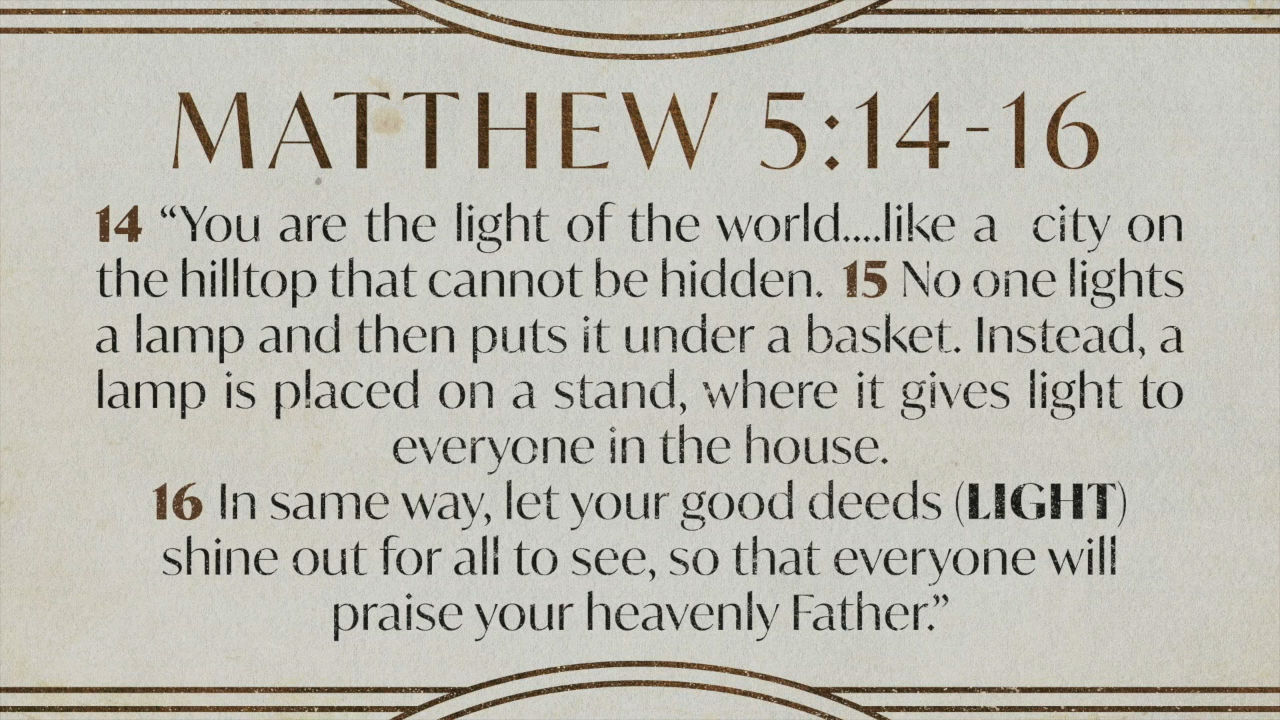 MATTHEW 5:14-16
14 “You are the light of the world....like a  city on
the hilltop that cannot be hidden. 15 No one lights
a lamp and then puts it under a basket. Instead, a
lamp is placed on a stand, where it gives light to
everyone in the house.
16 In same way, let your good deeds (LIGHT)
shine out for all to see, so that everyone will
praise your heavenly Father.”